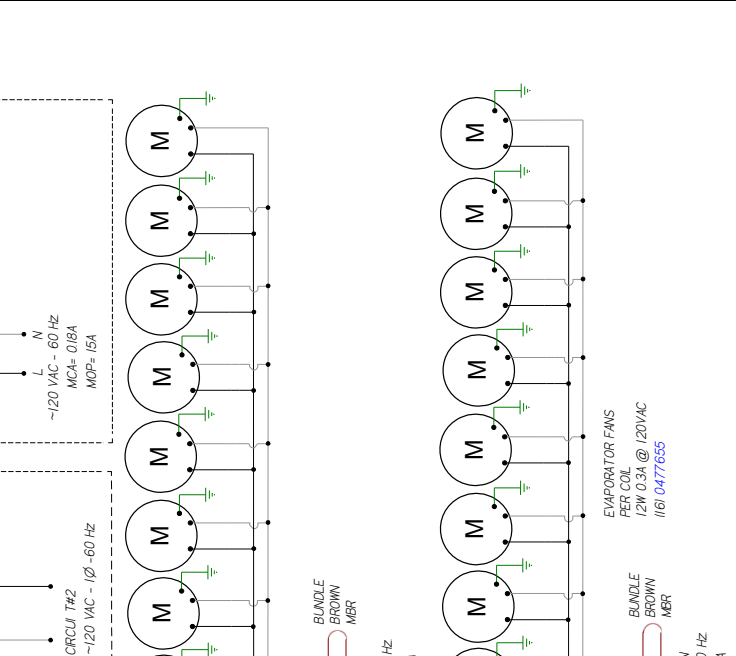 M
M
M
M
M
M
M
M
M
M
M
M
M
M
L N
~120 VAC - 60 Hz
MCA= 0.18A
MOP= 15A
CIRCUIT #2
~120 VAC - 1Ø-60 Hz
BUNDLE
BROWN
MBR
EVAPORATOR FANS
PER COIL
12W 0.3A @ 120VAC
(16) 0477655
BUNDLE
BROWN
MBR